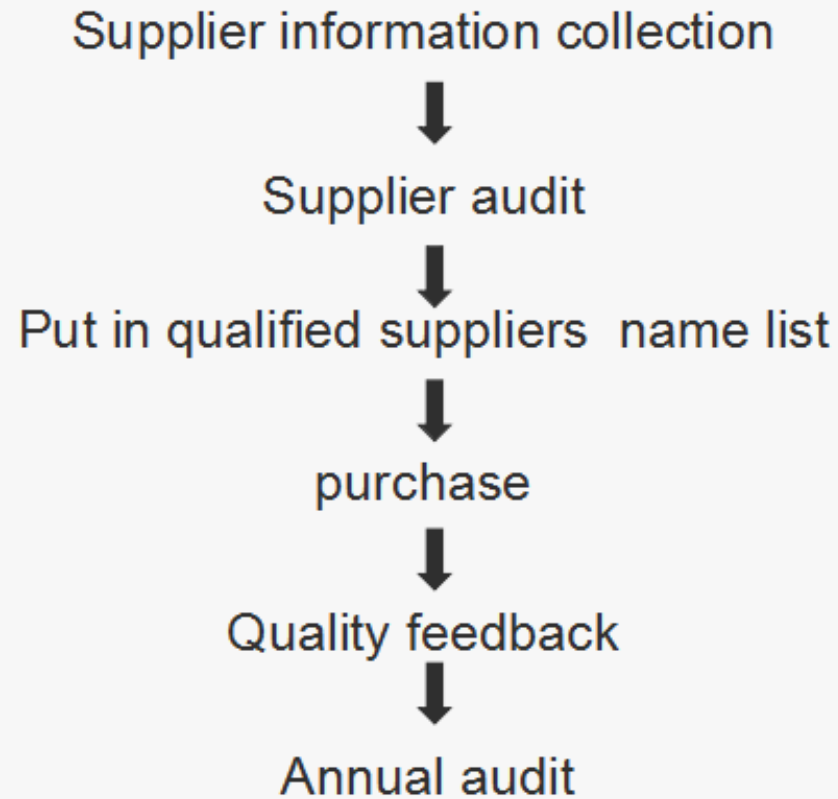 Supplier information collection
Supplier audit
Put in qualified suppliers  name list
purchase
Quality feedback
Annual audit